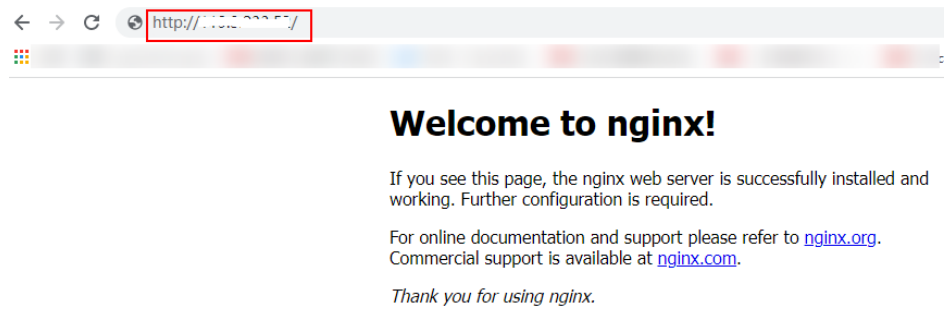 http://
Welcome to nginx!
If you see this page, the nginx web server is successfully installed and
working. Further configuration is required.
For online documentation and support please refer to nginx.org.
Commercial support is available at nginx.com.
Thank you for using nginx.